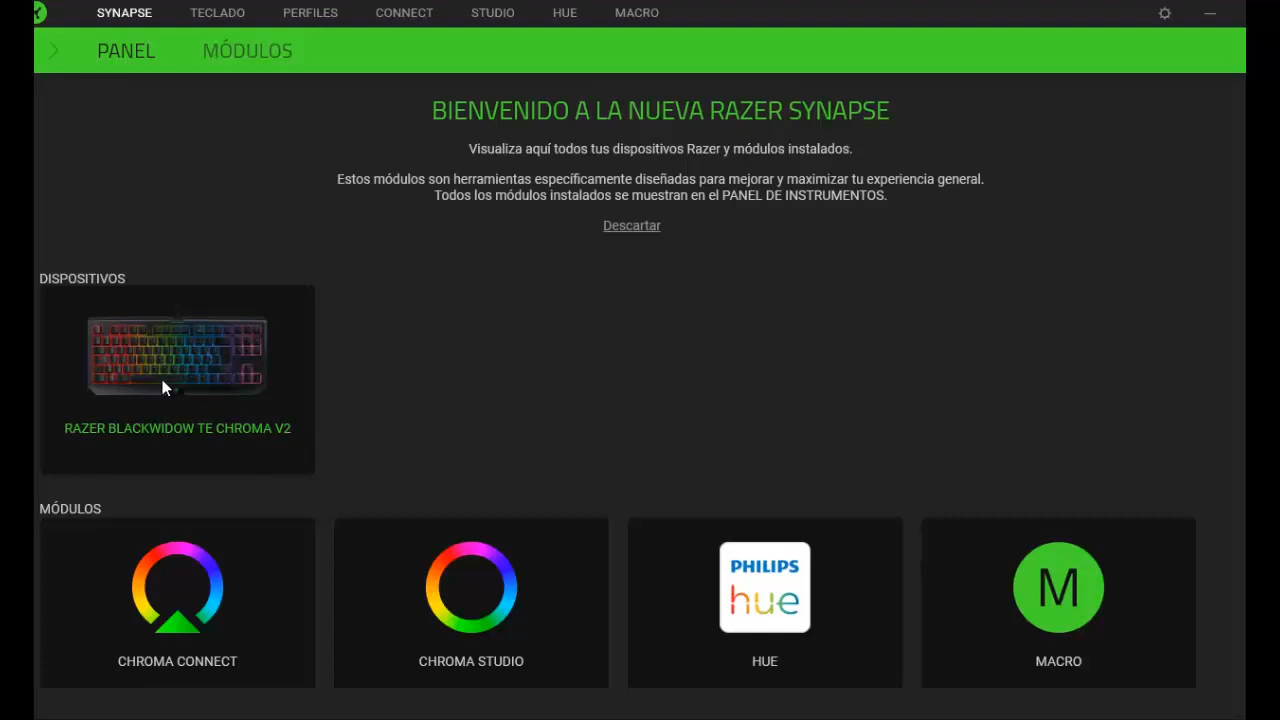 SYNAPSE TECLADO PERFILES CONNECT STUDIO HUE MACRO
PANEL MÓDULOS
BIENVENIDO A LA NUEVA RAZER SYNAPSE
Visualiza aquí todos tus dispositivos Razer y módulos instalados.
Estos módulos son herramientas específicamente diseñadas para mejorar y maximizar tu experiencia general.
Todos los módulos instalados se muestran en el PANEL DE INSTRUMENTOS.
Descartar
DISPOSITIVOS
RAZER BLACKWIDOW TE CHROMA V2
MÓDULOS
PHILIPS
hue
M
CHROMA CONNECT CHROMA STUDIO HUE MACRO